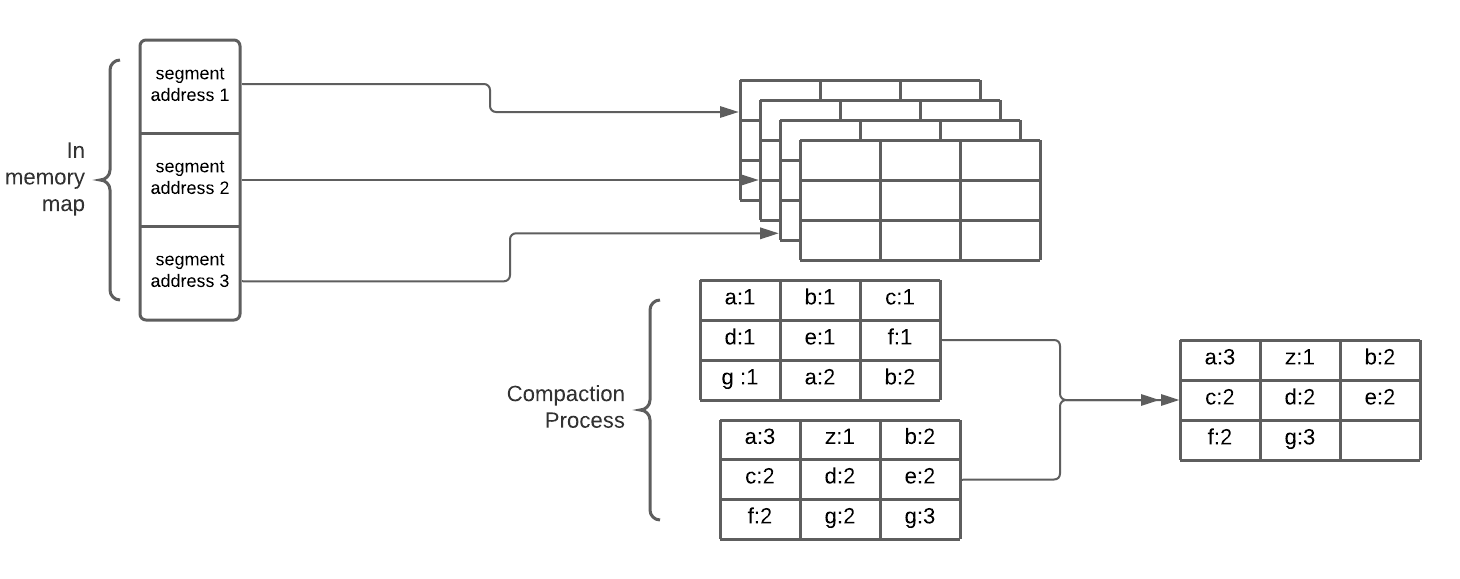 In
memory
map
segment
address 1
segment
address 2
segment
address 3
Compaction
Process
a:1 b:1 c:1
d:1 e:1 f:1
g :1 a:2 b:2
a:3 z:1 b:2
c:2 d:2 e:2
f:2 g:2 g:3
a:3 z:1 b:2
c:2 d:2 e:2
f:2 g:3